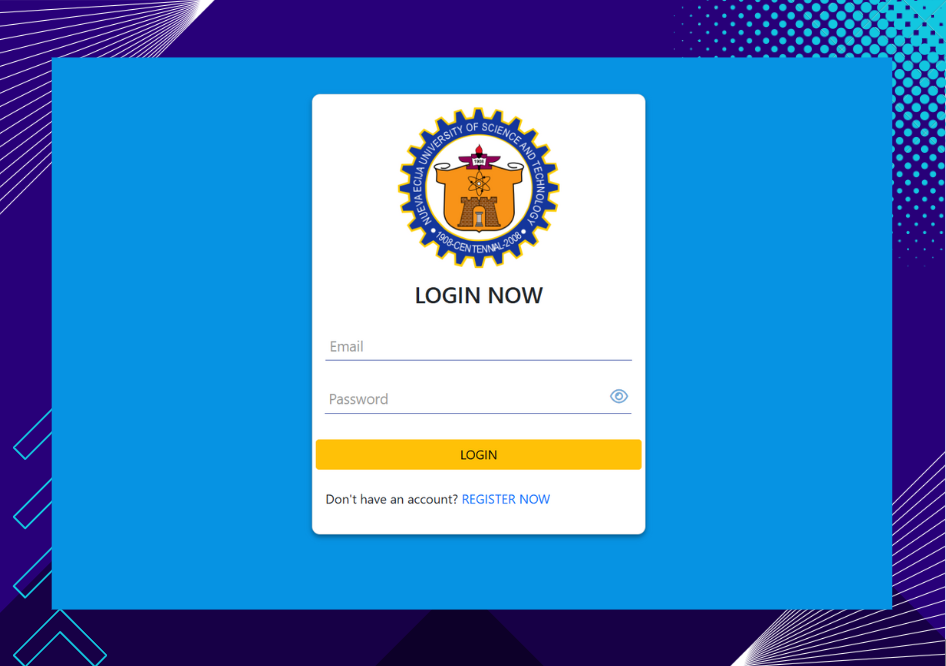 NUEVA ECIJA UNIVERSITY OF SCIENCE AND TECHNOLOGY
1908
1908-CENTENNIAL-2008
LOGIN NOW
Email
Password
LOGIN
Don't have an account? REGISTER NOW